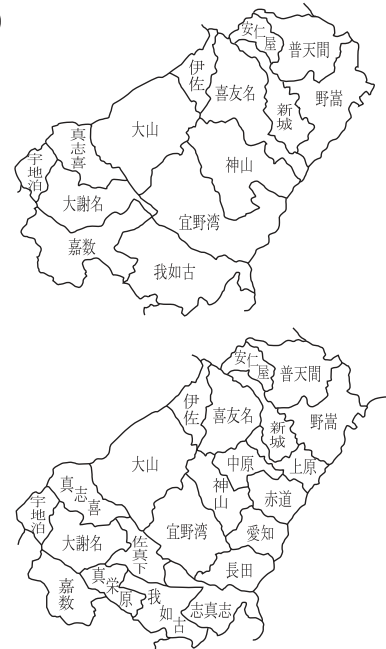 安仁屋
普天間
伊佐
喜友名
野嵩
新城
大山
真志喜
神山
宇地泊
大謝名
宜野湾
嘉数
我如古
安仁屋
普天間
伊佐
喜友名
野嵩
新城
大山
中原
上原
神山
赤道
真志喜
宇地泊
宜野湾
愛知
大謝名
佐真下
長田
真栄原
嘉数
我如古
志真志